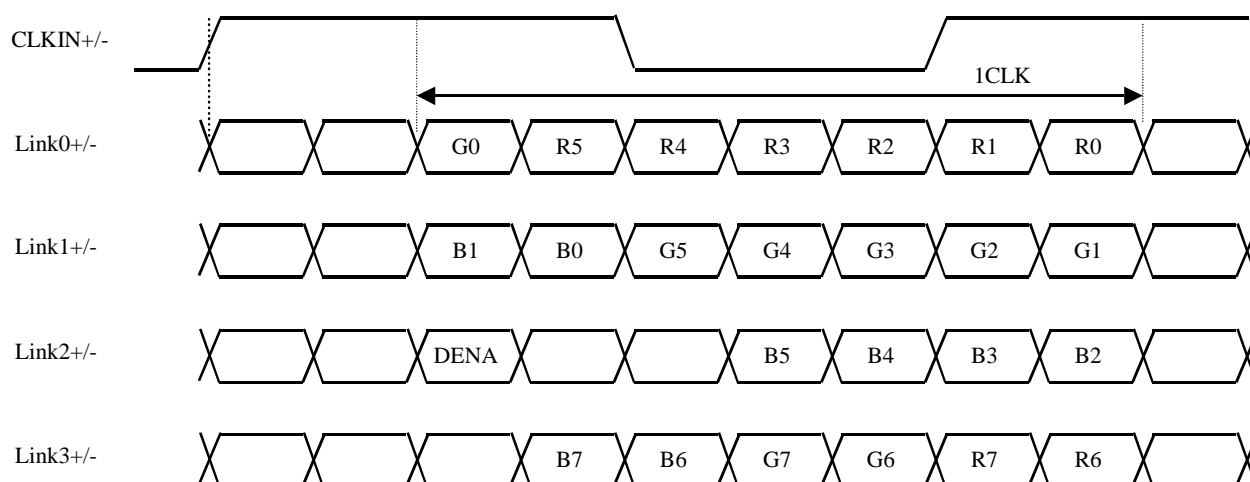 CLKIN+/-
1CLK
Link0+/- G0 R5 R4 R3 R2 R1 R0
Link1+/- B1 B0 G5 G4 G3 G2 G1
Link2+/- DENA B5 B4 B3 B2
Link3+/- B7 B6 G7 G6 R7 R6